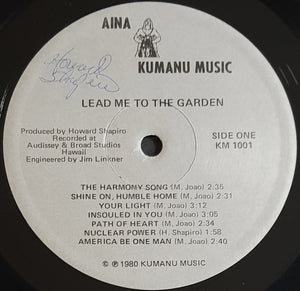 AINA
KUMANU MUSIC
Howard Shapiro
LEAD ME TO THE GARDEN
Produced by Howard Shapiro
Recorded at
Audissey & Broad Studios
Hawaii
Engineered by Jim Linkner
SIDE ONE
KM 1001
THE HARMONY SONG (M. Joao) 2:35
SHINE ON, HUMBLE HOME (M. Joao) 2:31
YOUR LIGHT (M. Joao) 3:31
INSOULED IN YOU (M. Joao) 3:05
PATH OF HEART (M. Joao) 2:34
NUCLEAR POWER (H. Shapiro) 1:58
AMERICA BE ONE MAN (M. Joao) 2:40
© ℗ 1980 KUMANU MUSIC